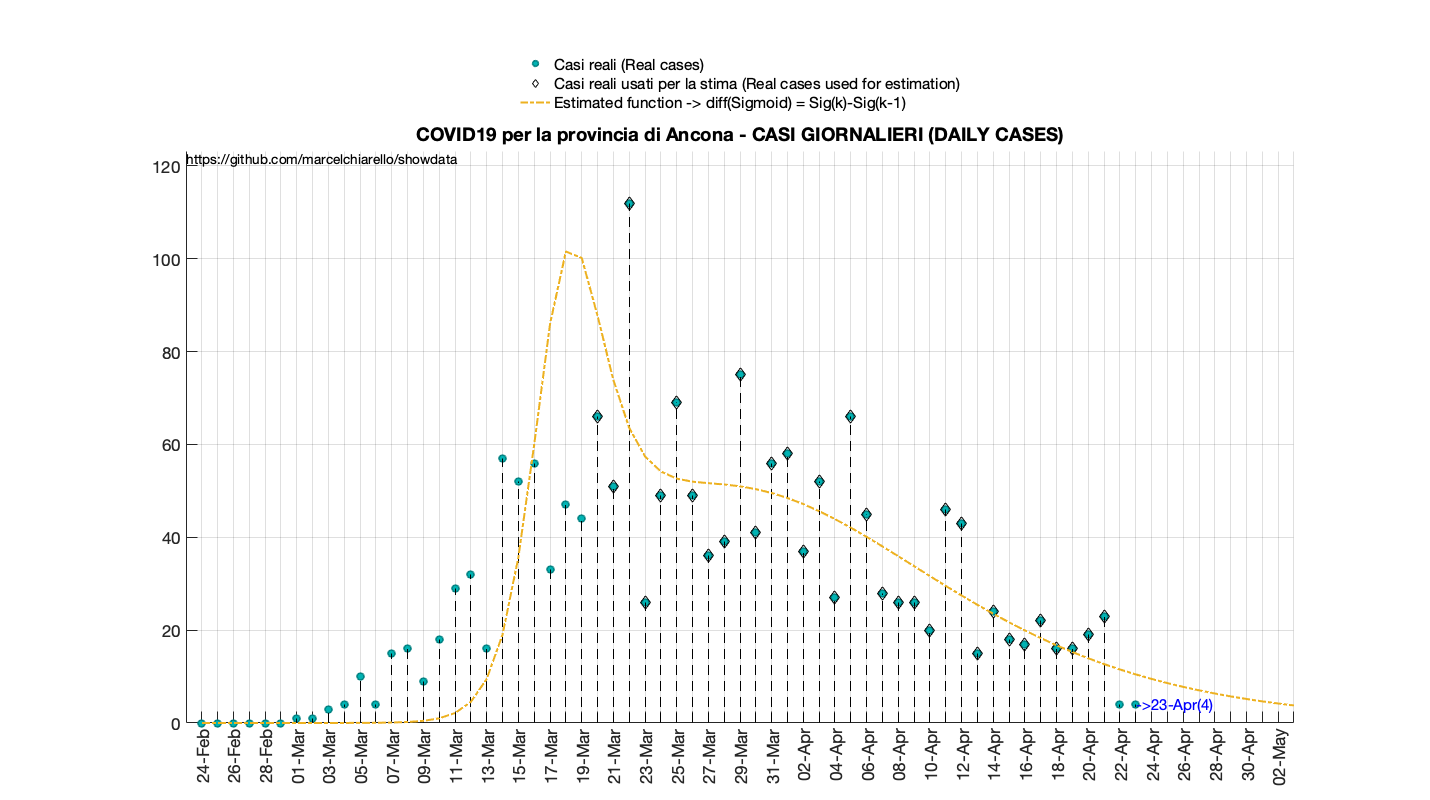 Casi reali (Real cases)
Casi reali usati per la stima (Real cases used for estimation)
Estimated function -> diff(Sigmoid) = Sig(k)-Sig(k-1)
COVID19 per la provincia di Ancona - CASI GIORNALIERI (DAILY CASES)
https://github.com/marcelchiarello/showdata
120
100
80
60
40
20
0
->23-Apr(4)
24-Feb
26-Feb
28-Feb
01-Mar
03-Mar
05-Mar
07-Mar
09-Mar
11-Mar
13-Mar
15-Mar
17-Mar
19-Mar
21-Mar
23-Mar
25-Mar
27-Mar
29-Mar
31-Mar
02-Apr
04-Apr
06-Apr
08-Apr
10-Apr
12-Apr
14-Apr
16-Apr
18-Apr
20-Apr
22-Apr
24-Apr
26-Apr
28-Apr
30-Apr
02-May